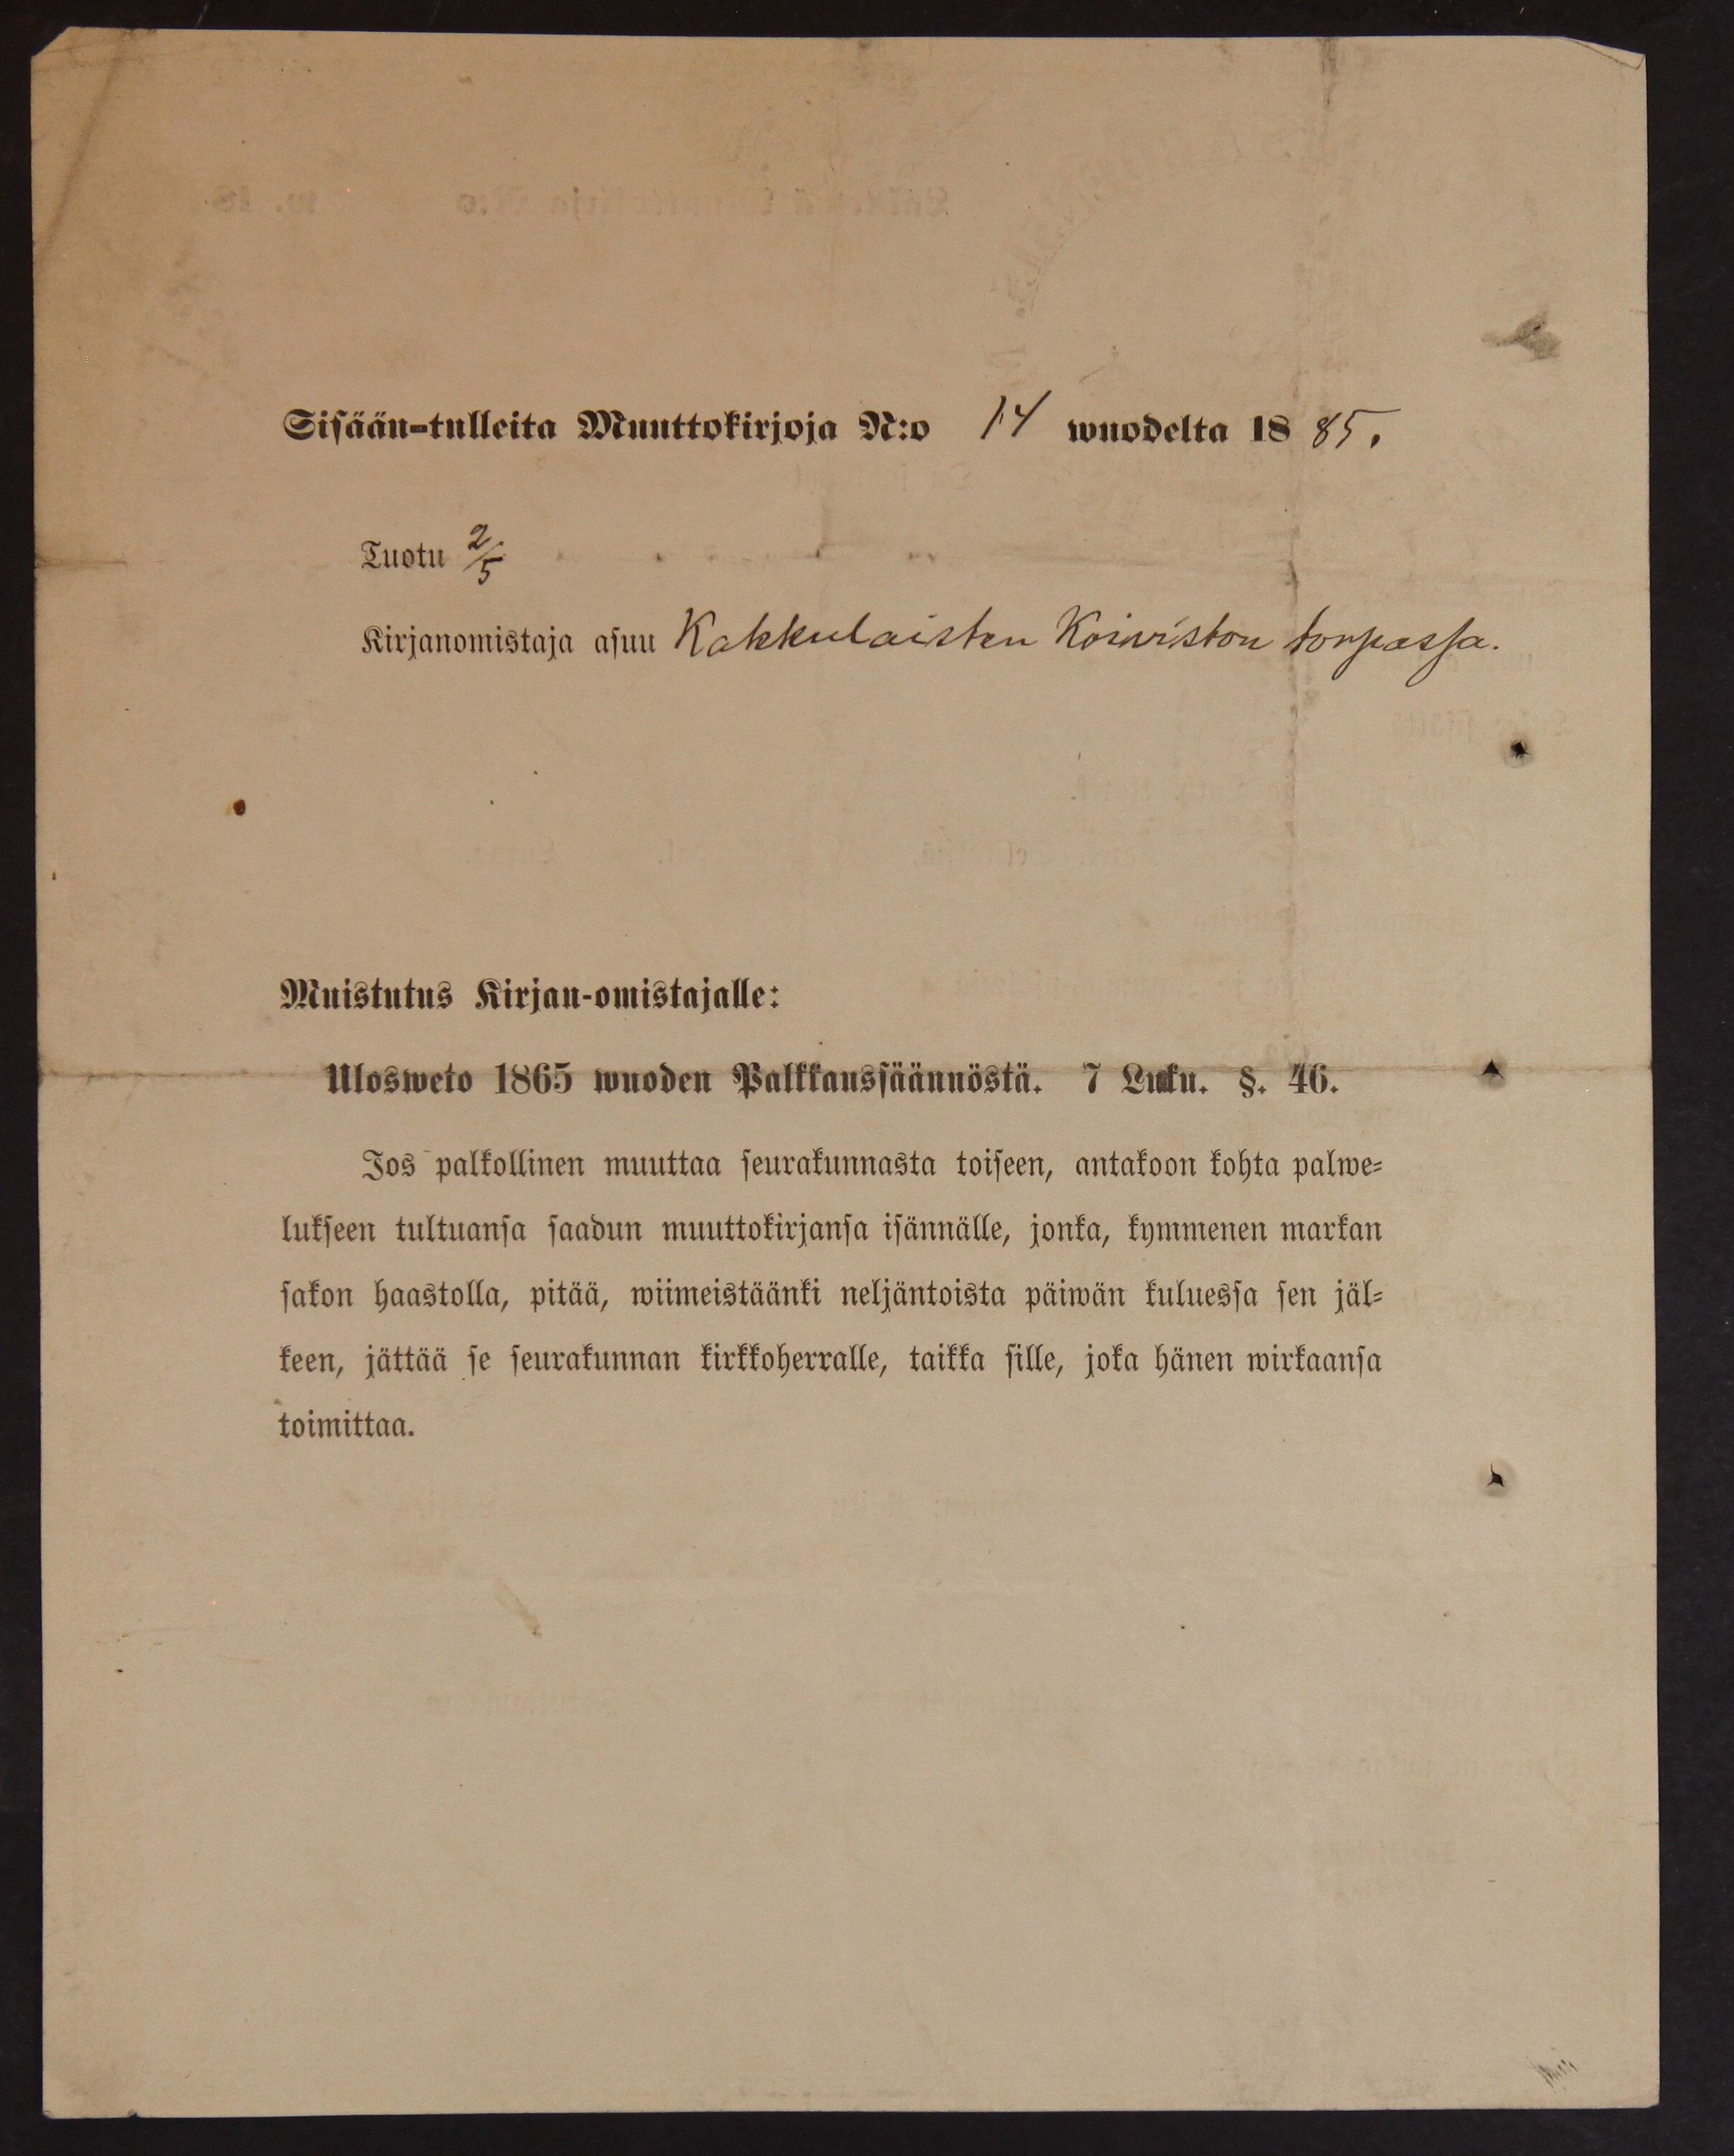 Sisään-tulleita Muuttokirjoja N:o 14 wuodelta 1885.
Tuotu 2/5
Kirjanomistaja asuu Kakkulaisten Koiviston torpassa.
Muistutus Kirjan-omistajalle:
Ulosweto 1865 wuoden Palkkaussäännöstä. 7 Luku. §. 46.
Jos palkollinen muuttaa seurakunnasta toiseen, antakoon kohta palwe-
lukseen tultuansa saadun muuttokirjansa isännälle, jonka, kymmenen markan
sakon haastolla, pitää, wiimeistäänki neljäntoista päiwän kuluessa sen jäl-
keen, jättää se seurakunnan kirkkoherralle, taikka sille, joka hänen wirkaansa
toimittaa.